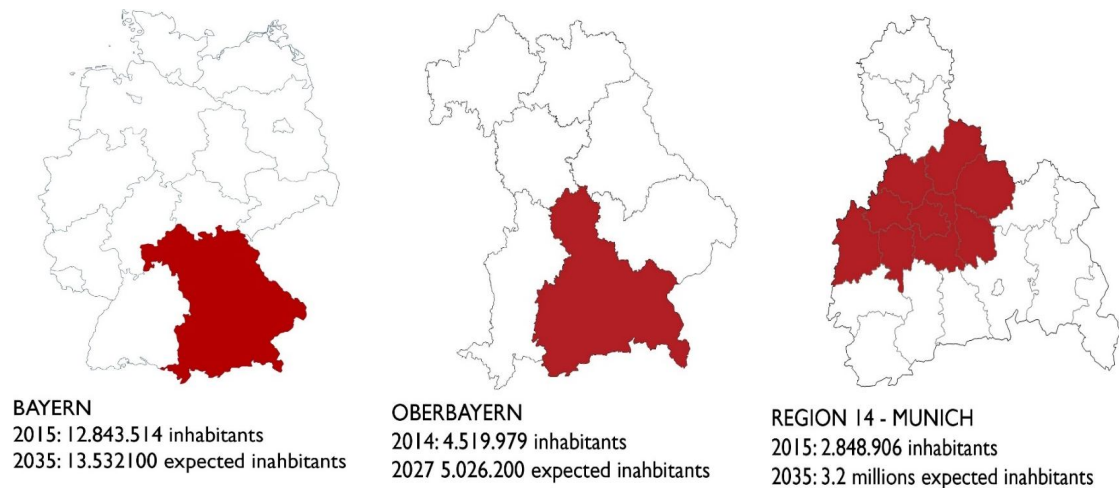 BAYERN
2015: 12.843.514 inhabitants
2035: 13.532100 expected inahbitants
OBERBAYERN
2014: 4.519.979 inhabitants
2027 5.026.200 expected inahbitants
REGION 14 - MUNICH
2015: 2.848.906 inhabitants
2035: 3.2 millions expected inahbitants